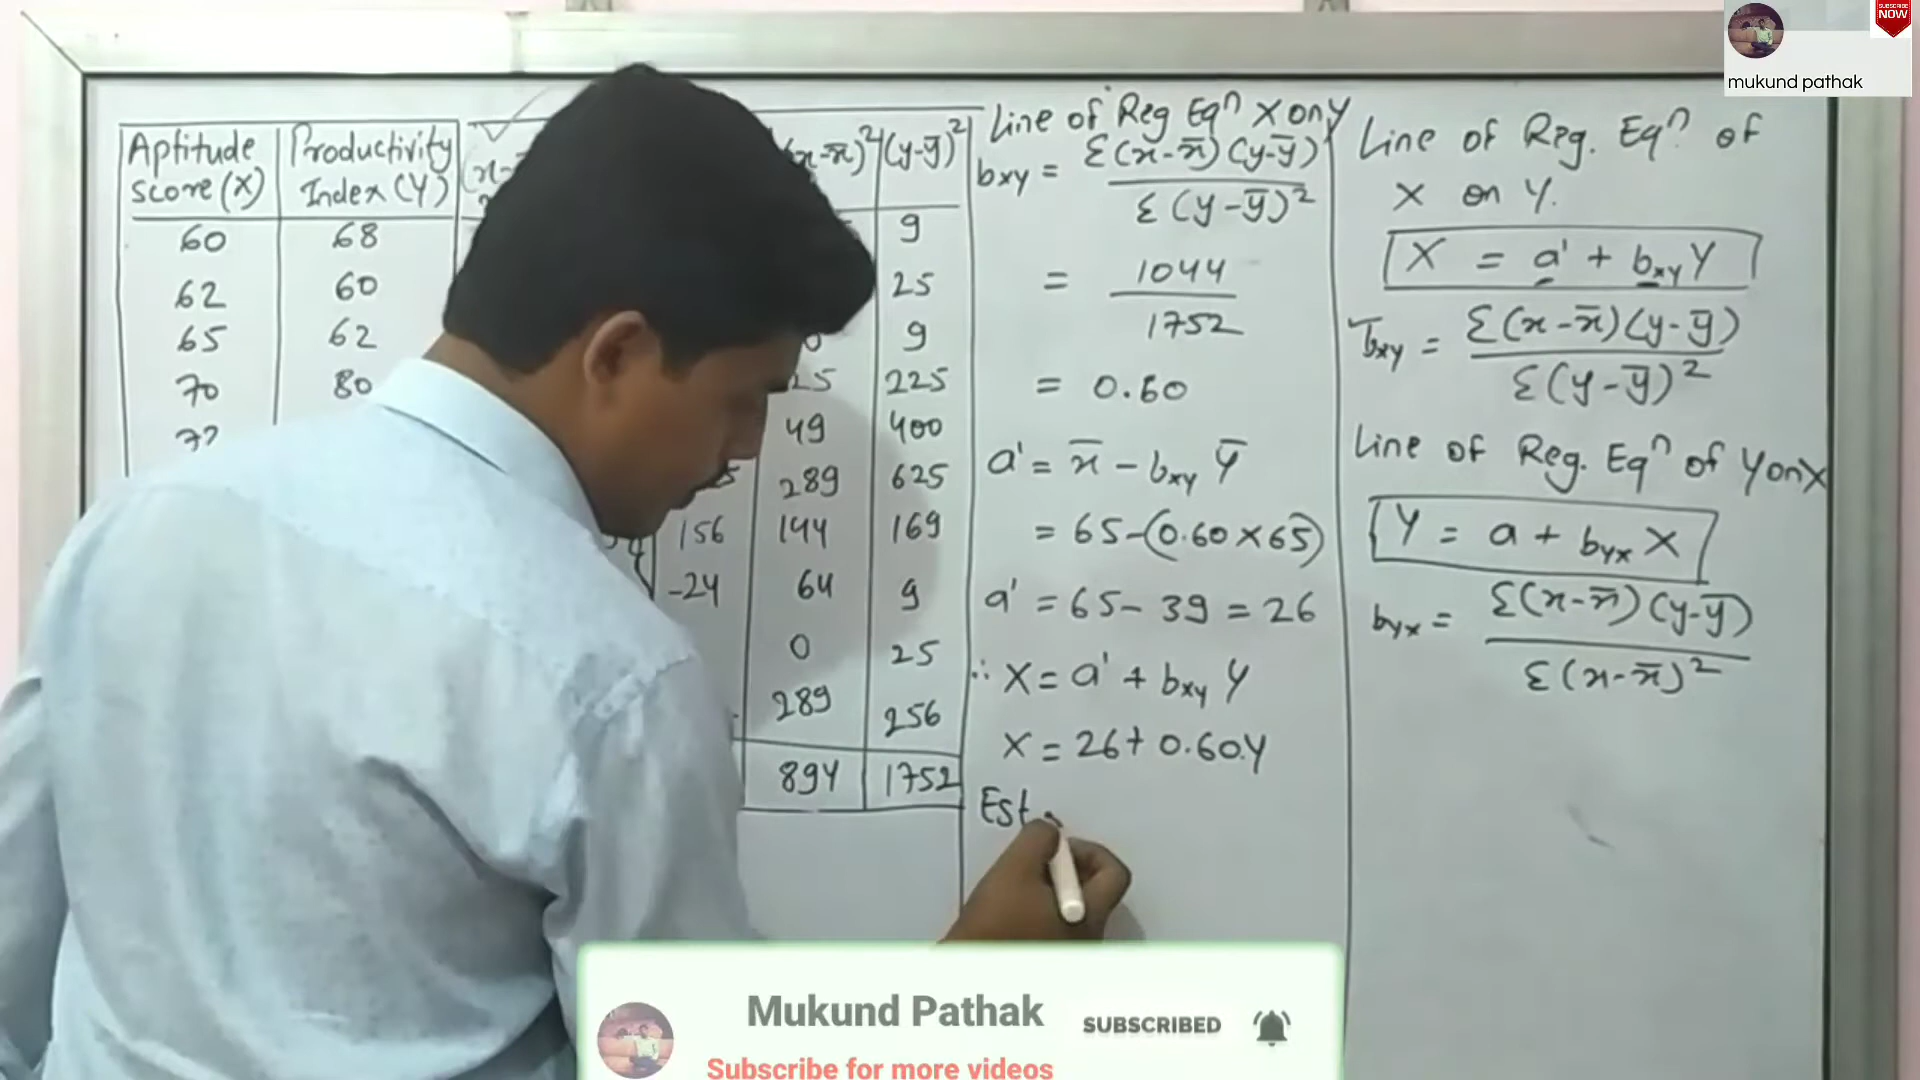 SUBSCRIBE
NOW
mukund pathak
Aptitude
Score (X)
Productivity
Index (Y)
(x-x̄)²
(y-ȳ)²
60 68 9
62 60 25
65 62 9
70 80 225
49 400
289 625
156 144 169
-24 64 9
0 25
289 256
894 1752
Line of Reg Eqⁿ X on Y
bxy = Σ(x-x̄)(y-ȳ)
Σ(y-ȳ)²
= 1044
1752
= 0.60
a' = x̄ - bxy Ȳ
= 65-(0.60×65)
a' = 65-39 = 26
∴ X = a' + bxy Y
X = 26+ 0.60.Y
Est
Line of Reg. Eqⁿ. of
X on Y.
X = a' + bxy Y
bxy = Σ(x-x̄)(y-ȳ)
Σ(y-ȳ)²
Line of Reg. Eqⁿ of Y on X
Y = a + byx X
byx = Σ(x-x̄)(y-ȳ)
Σ(x-x̄)²
Mukund Pathak
SUBSCRIBED
Subscribe for more videos